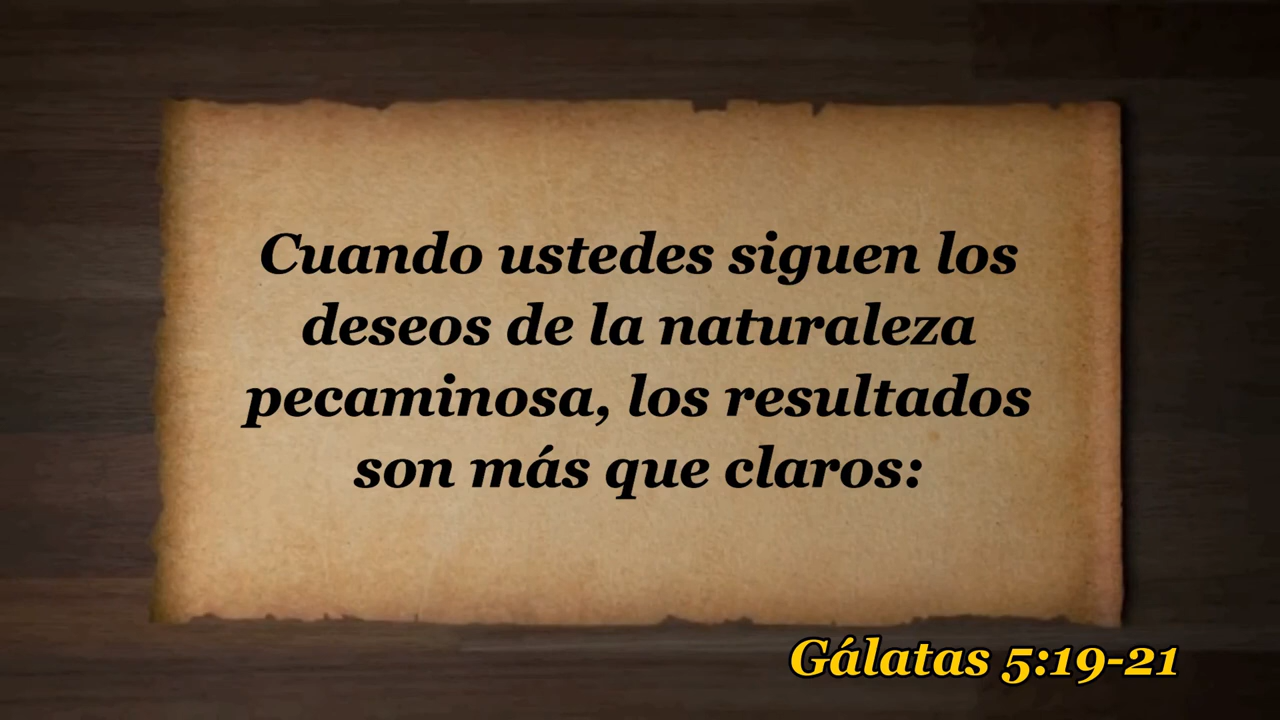 Cuando ustedes siguen los
deseos de la naturaleza
pecaminosa, los resultados
son más que claros:
Gálatas 5:19-21